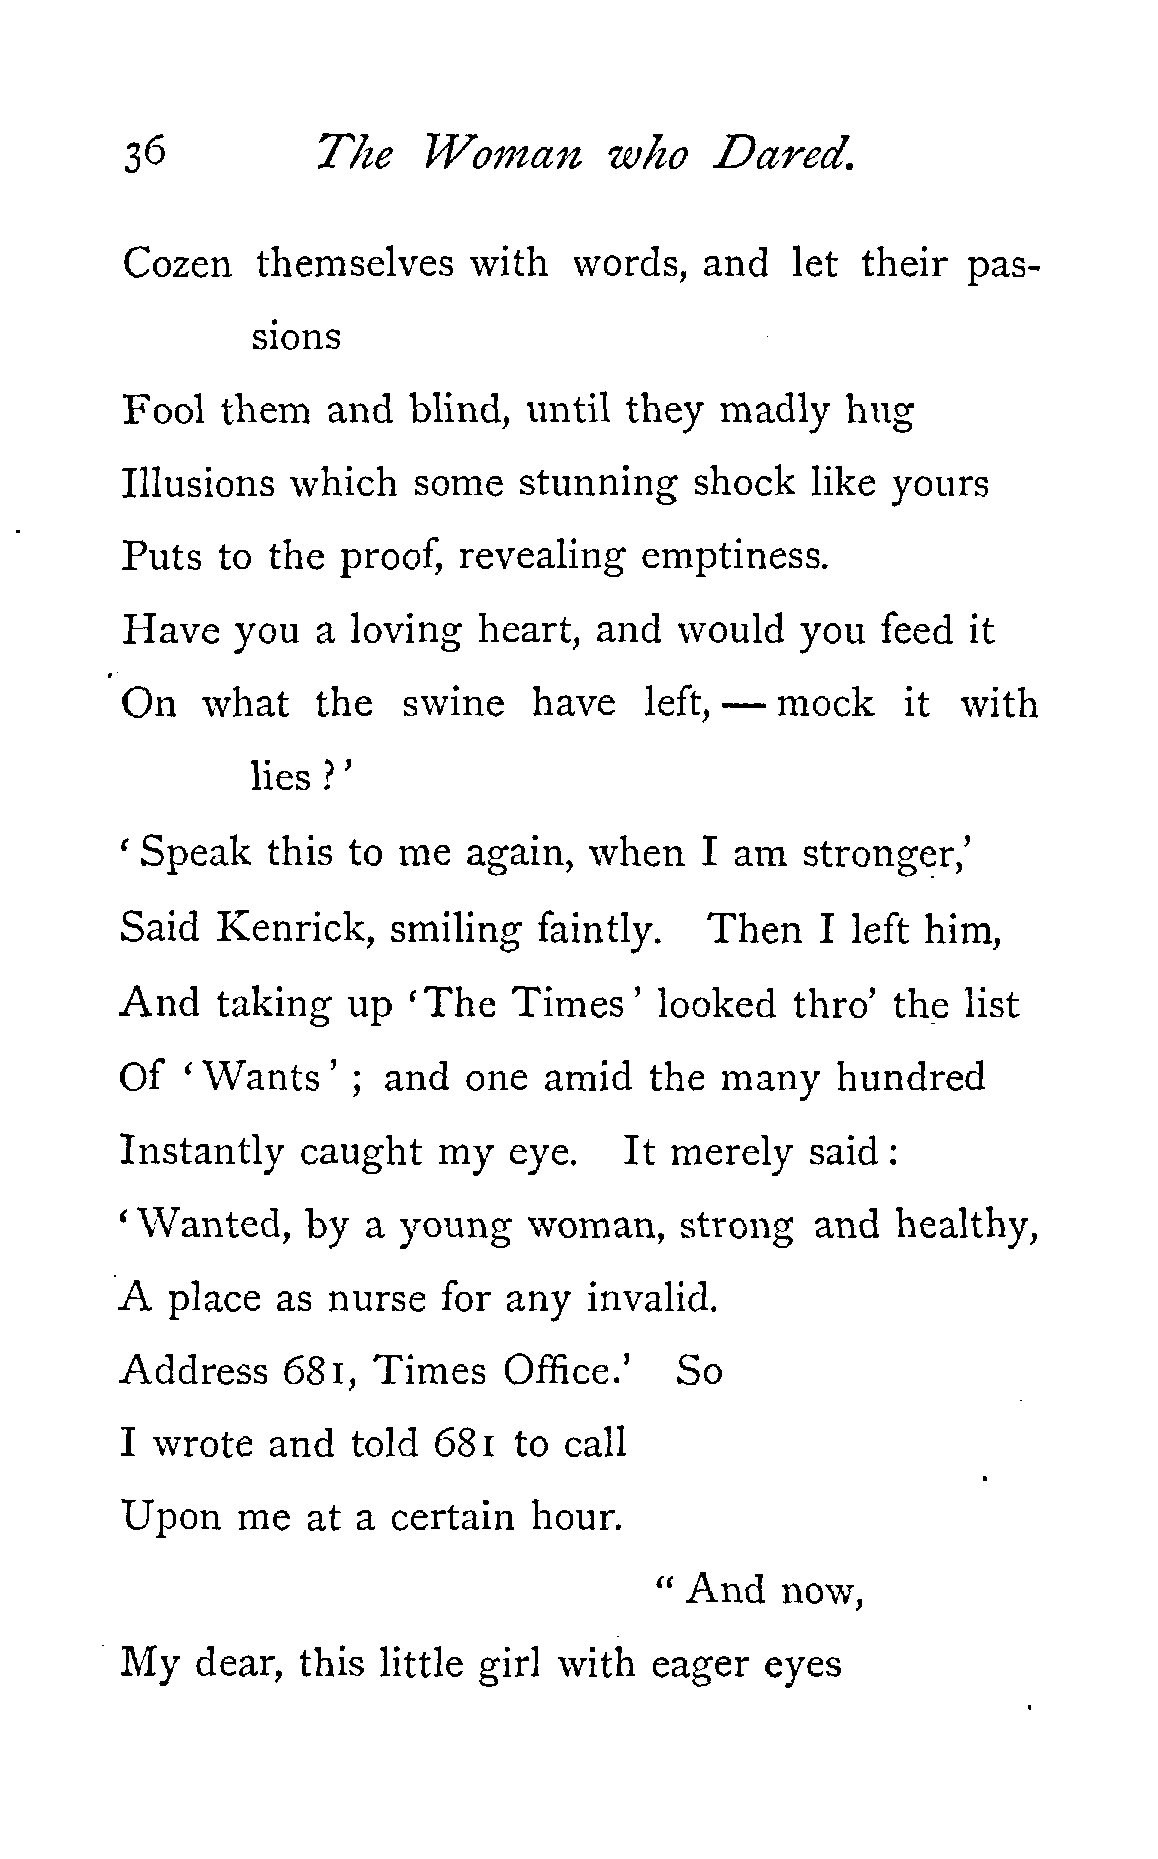 36 The Woman who Dared.
Cozen themselves with words, and let their pas-
sions
Fool them and blind, until they madly hug
Illusions which some stunning shock like yours
Puts to the proof, revealing emptiness.
Have you a loving heart, and would you feed it
On what the swine have left, — mock it with
lies ?'
'Speak this to me again, when I am stronger,'
Said Kenrick, smiling faintly. Then I left him,
And taking up 'The Times' looked thro' the list
Of 'Wants'; and one amid the many hundred
Instantly caught my eye. It merely said:
'Wanted, by a young woman, strong and healthy,
A place as nurse for any invalid.
Address 681, Times Office.' So
I wrote and told 681 to call
Upon me at a certain hour.
"And now,
My dear, this little girl with eager eyes